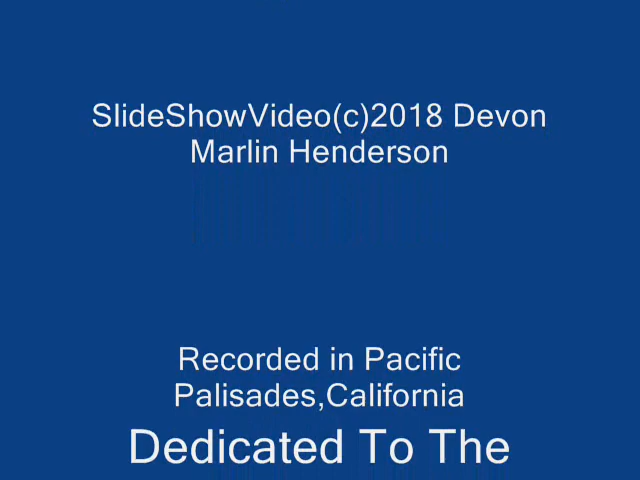 SlideShowVideo(c)2018 Devon
Marlin Henderson
Recorded in Pacific
Palisades,California
Dedicated To The